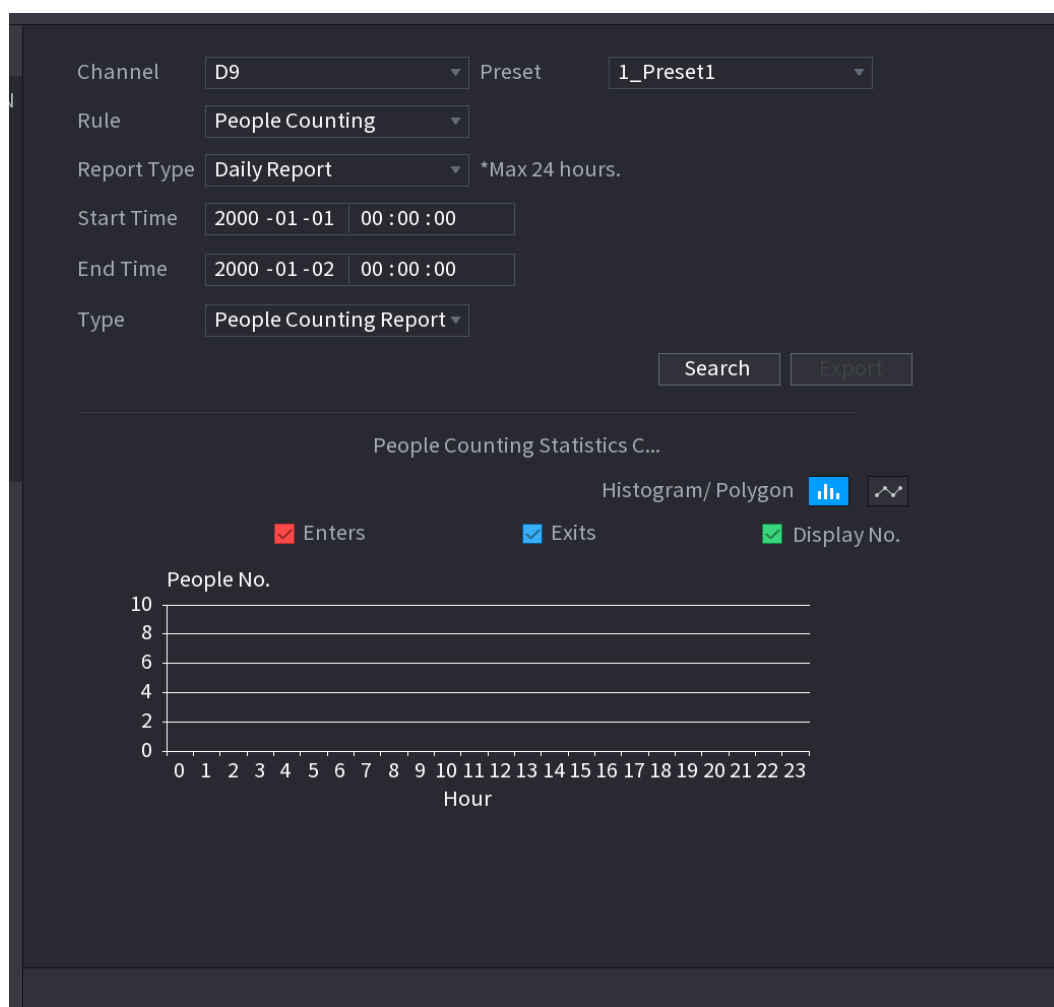 Channel D9 Preset 1_Preset1
N
Rule People Counting
Report Type Daily Report *Max 24 hours.
Start Time 2000 -01 -01 00 : 00 : 00
End Time 2000 -01 -02 00 : 00 : 00
Type People Counting Report
Search Export
People Counting Statistics C...
Histogram/ Polygon
Enters Exits Display No.
People No.
10
8
6
4
2
0
0 1 2 3 4 5 6 7 8 9 10 11 12 13 14 15 16 17 18 19 20 21 22 23
Hour